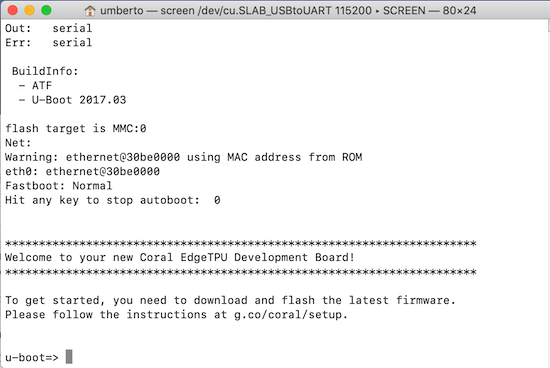 umberto — screen /dev/cu.SLAB_USBtoUART 115200 ▸ SCREEN — 80×24
Out:   serial
Err:   serial
BuildInfo:
- ATF
- U-Boot 2017.03
flash target is MMC:0
Net:
Warning: ethernet@30be0000 using MAC address from ROM
eth0: ethernet@30be0000
Fastboot: Normal
Hit any key to stop autoboot:  0
**********************************************************************
Welcome to your new Coral EdgeTPU Development Board!
**********************************************************************
To get started, you need to download and flash the latest firmware.
Please follow the instructions at g.co/coral/setup.
u-boot=>